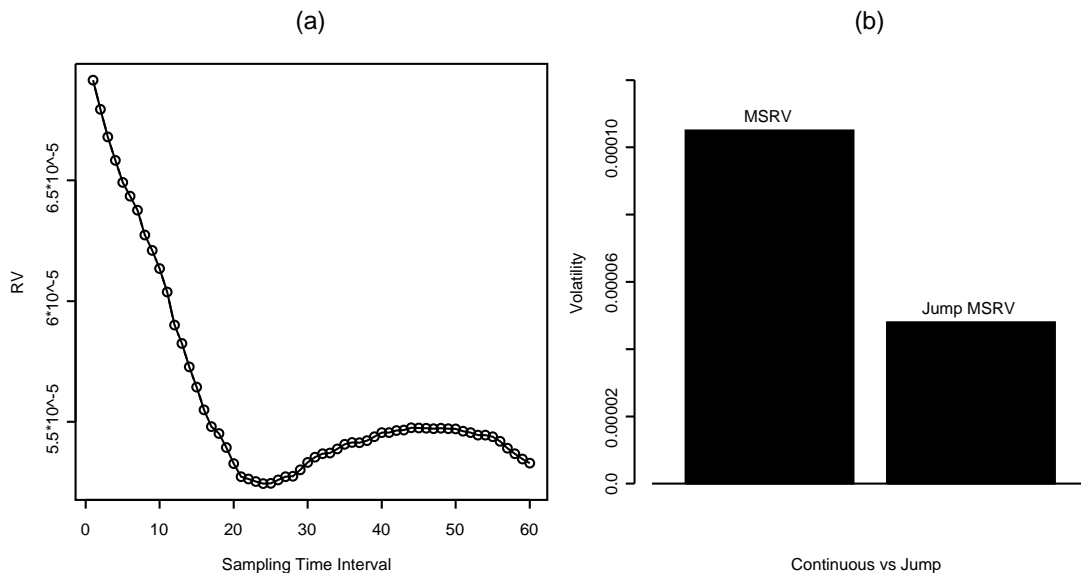 (a)
6.5*10^-5
6*10^-5
5.5*10^-5
RV
0 10 20 30 40 50 60
Sampling Time Interval
(b)
MSRV
Jump MSRV
0.00010
0.00006
0.00002
0.0
Volatility
Continuous vs Jump